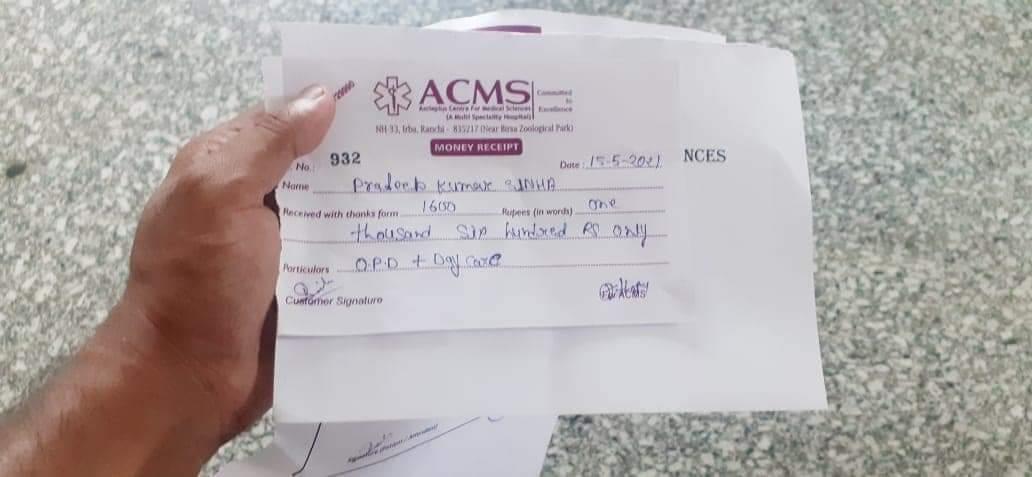 ACMS
Committed
to
Excellence
Asclepius Centre For Medical Sciences
(A Multi Speciality Hospital)
NH-33, Irba, Ranchi - 835217 (Near Birsa Zoological Park)
MONEY RECEIPT
No.: 932
Date: 15-5-2021
NCES
Name Pradeep Kumar SINHA
Received with thanks form 1600 Rupees (in words) one
thousand Six hundred RS only
Particulars O.P.D + Day care
Customer Signature
For ACMS